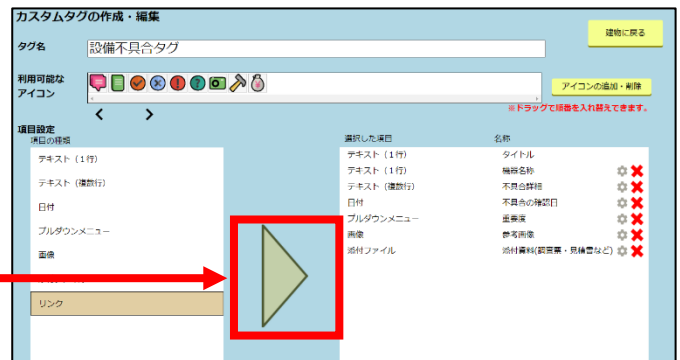 カスタムタグの作成・編集
建物に戻る
タグ名
設備不具合タグ
利用可能な
アイコン
アイコンの追加・削除
※ドラッグで順番を入れ替えできます。
項目設定
項目の種類
選択した項目 名称
テキスト（1行）
テキスト（複数行）
日付
プルダウンメニュー
画像
リンク
テキスト（1行） タイトル
テキスト（1行） 機器名称
テキスト（複数行） 不具合詳細
日付 不具合の確認日
プルダウンメニュー 重要度
画像 参考画像
添付ファイル 添付資料(調査票・見積書など)